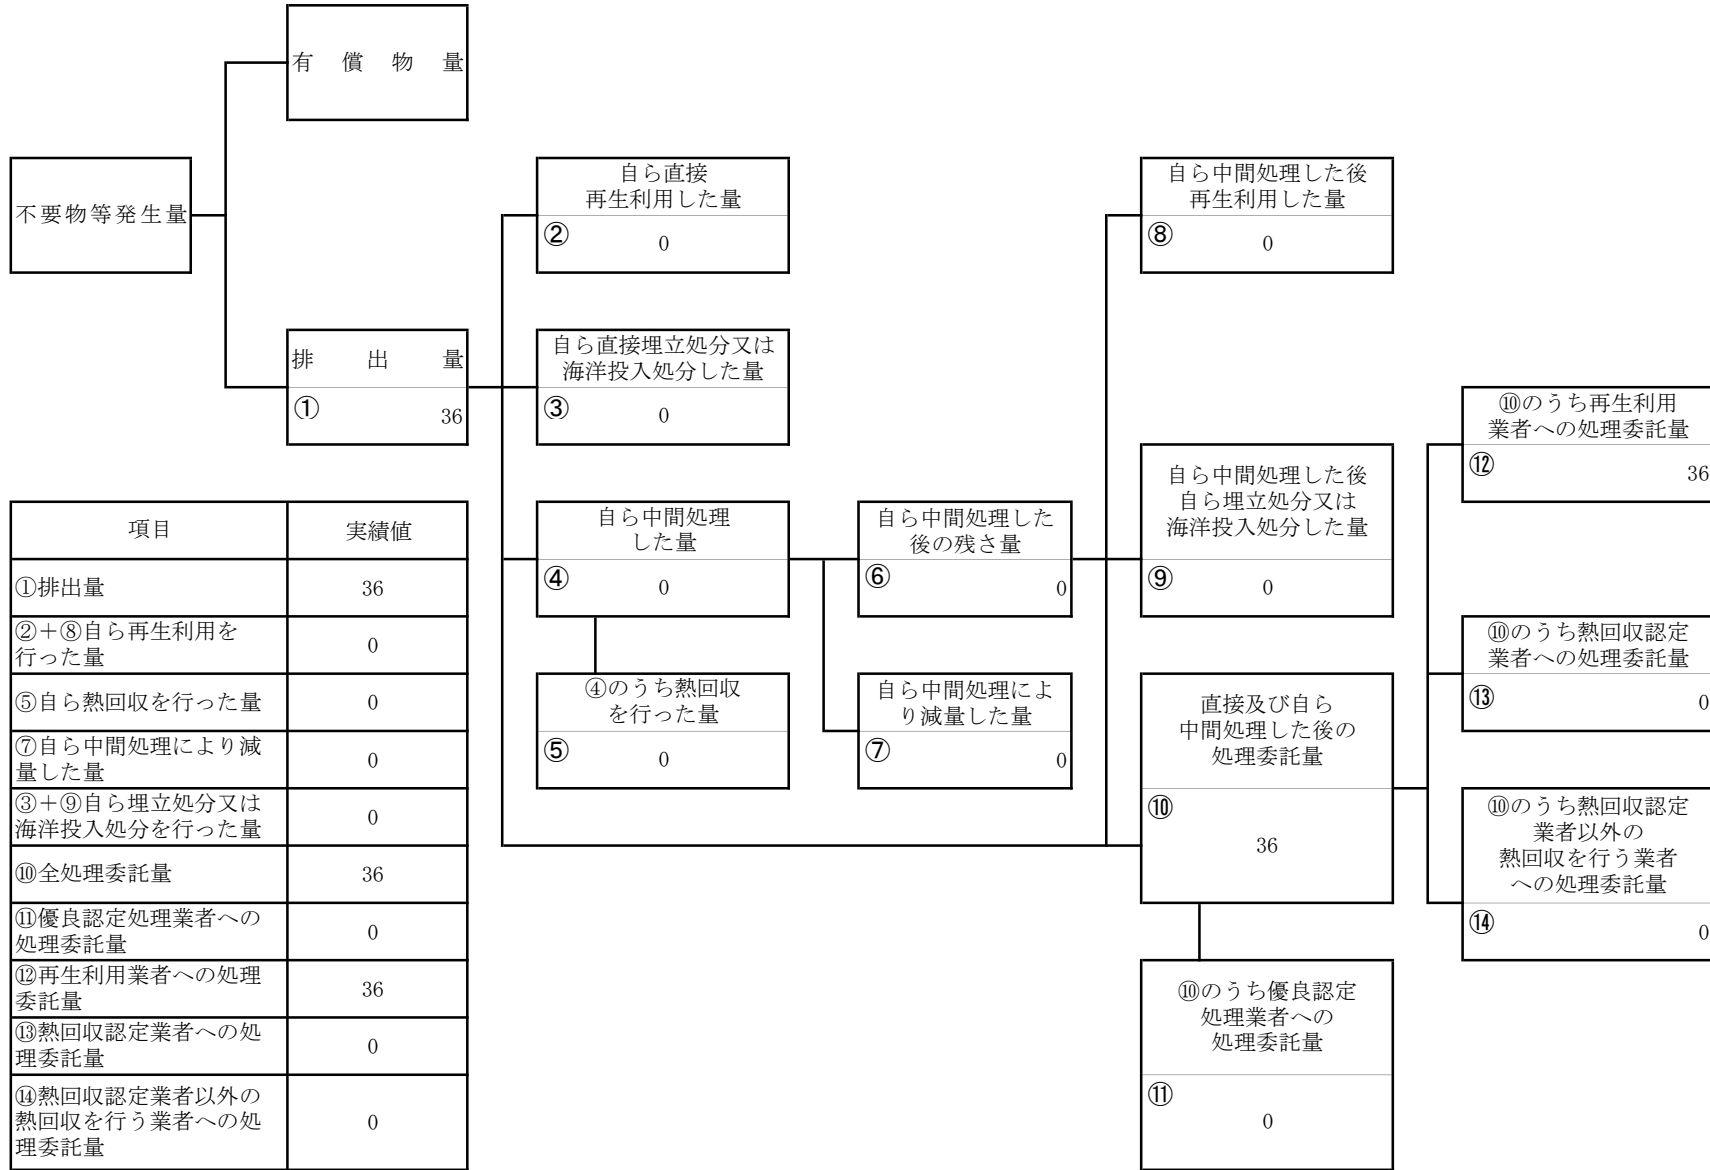 有償物量
不要物等発生量
自ら直接
再生利用した量
②
0
自ら中間処理した後
再生利用した量
⑧
0
排出量
①
36
自ら直接埋立処分又は
海洋投入処分した量
③
0
⑩のうち再生利用
業者への処理委託量
⑫
36
自ら中間処理
した量
④
0
自ら中間処理した
後の残さ量
⑥
0
自ら中間処理した後
自ら埋立処分又は
海洋投入処分した量
⑨
0
⑩のうち熱回収認定
業者への処理委託量
⑬
0
④のうち熱回収
を行った量
⑤
0
自ら中間処理によ
り減量した量
⑦
0
直接及び自ら
中間処理した後の
処理委託量
⑩
36
⑩のうち熱回収認定
業者以外の
熱回収を行う業者
への処理委託量
⑭
0
⑩のうち優良認定
処理業者への
処理委託量
⑪
0
項目 実績値
①排出量 36
②+⑧自ら再生利用を
行った量 0
⑤自ら熱回収を行った量 0
⑦自ら中間処理により減
量した量 0
③+⑨自ら埋立処分又は
海洋投入処分を行った量 0
⑩全処理委託量 36
⑪優良認定処理業者への
処理委託量 0
⑫再生利用業者への処理
委託量 36
⑬熱回収認定業者への処
理委託量 0
⑭熱回収認定業者以外の
熱回収を行う業者への処
理委託量 0